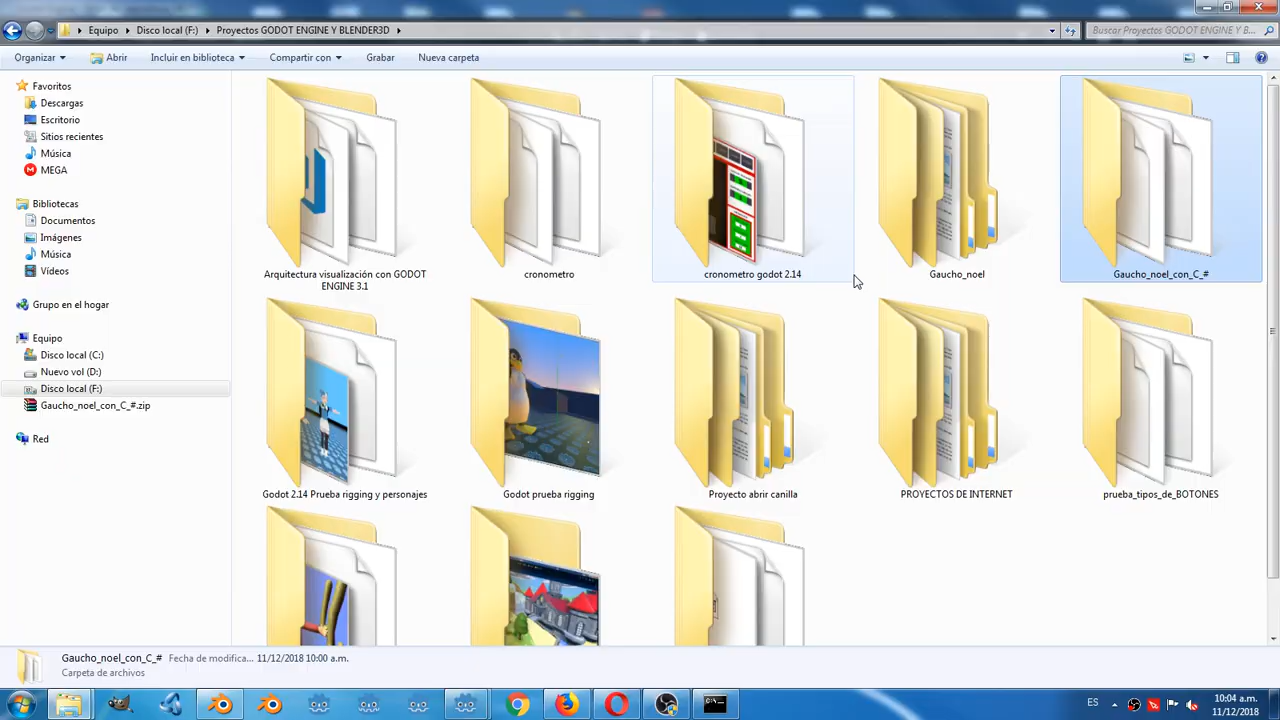 Equipo ▸ Disco local (F:) ▸ Proyectos GODOT ENGINE Y BLENDER3D ▸
Buscar Proyectos GODOT ENGINE Y B...
Organizar ▾ Abrir Incluir en biblioteca ▾ Compartir con ▾ Grabar Nueva carpeta
Favoritos
Descargas
Escritorio
Sitios recientes
Música
MEGA
Bibliotecas
Documentos
Imágenes
Música
Vídeos
Grupo en el hogar
Equipo
Disco local (C:)
Nuevo vol (D:)
Disco local (F:)
Gaucho_noel_con_C_#.zip
Red
Arquitectura visualización con GODOT
ENGINE 3.1
cronometro
cronometro godot 2.14
Gaucho_noel
Gaucho_noel_con_C_#
Godot 2.14 Prueba rigging y personajes
Godot prueba rigging
Proyecto abrir canilla
PROYECTOS DE INTERNET
prueba_tipos_de_BOTONES
Gaucho_noel_con_C_# Fecha de modifica... 11/12/2018 10:00 a.m.
Carpeta de archivos
ES
10:04 a.m.
11/12/2018